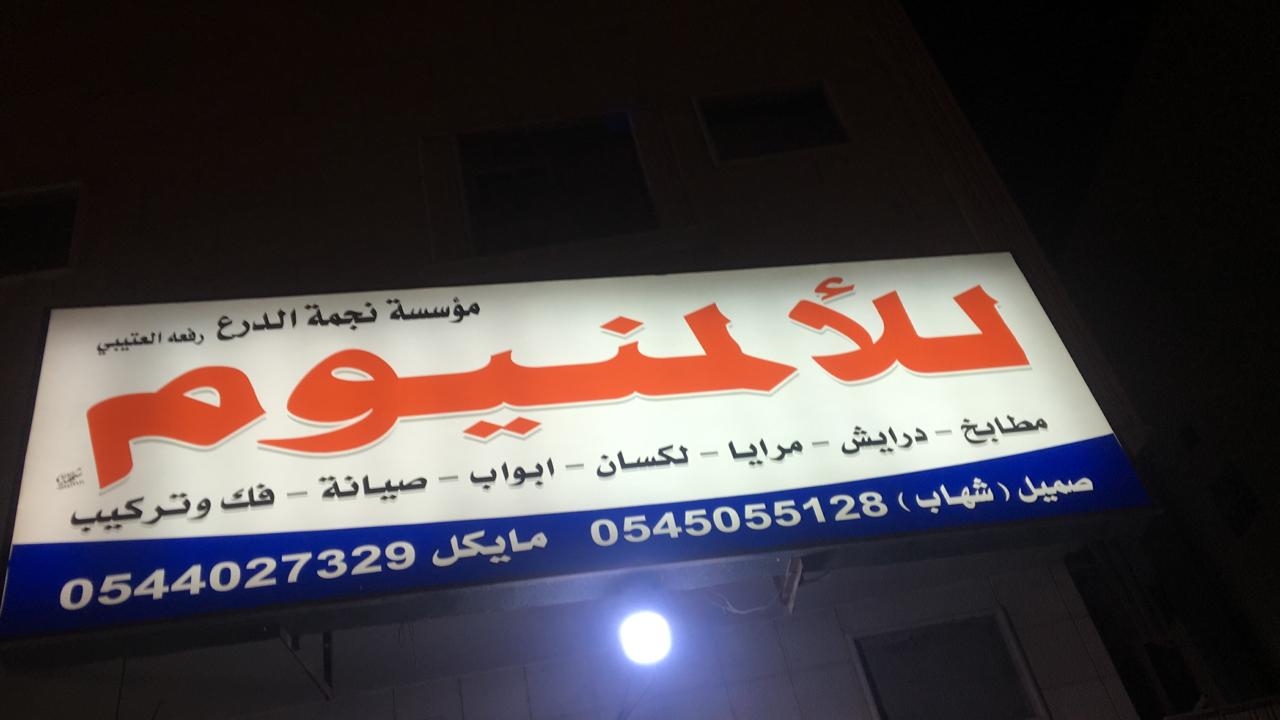 مؤسسة نجمة الدرع رفعه العتيبي
للألمنيوم
مطابخ - درايش - مرايا - لكسان - ابواب - صيانة - فك وتركيب
صميل (شهاب) 0545055128 مايكل 0544027329